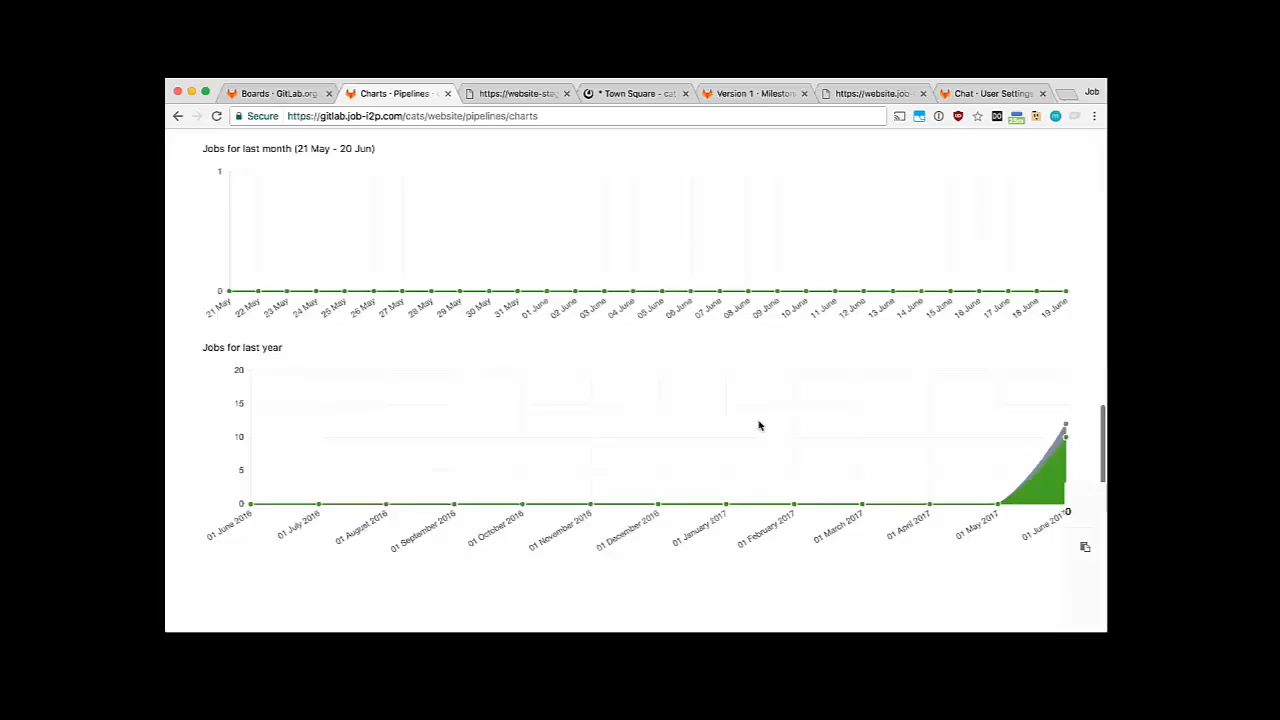 Boards · GitLab.org
Charts · Pipelines ·
https://website-sta
* Town Square - cat
Version 1 · Milestone
https://website.job-
Chat · User Settings
Job
Secure
https://gitlab.job-i2p.com/cats/website/pipelines/charts
Jobs for last month (21 May - 20 Jun)
1
0
21 May 22 May 23 May 24 May 25 May 26 May 27 May 28 May 29 May 30 May 31 May 01 June 02 June 03 June 04 June 05 June 06 June 07 June 08 June 09 June 10 June 11 June 12 June 13 June 14 June 15 June 16 June 17 June 18 June 19 June
Jobs for last year
20
15
10
5
0
01 June 2016 01 July 2016 01 August 2016 01 September 2016 01 October 2016 01 November 2016 01 December 2016 01 January 2017 01 February 2017 01 March 2017 01 April 2017 01 May 2017 01 June 2017
0